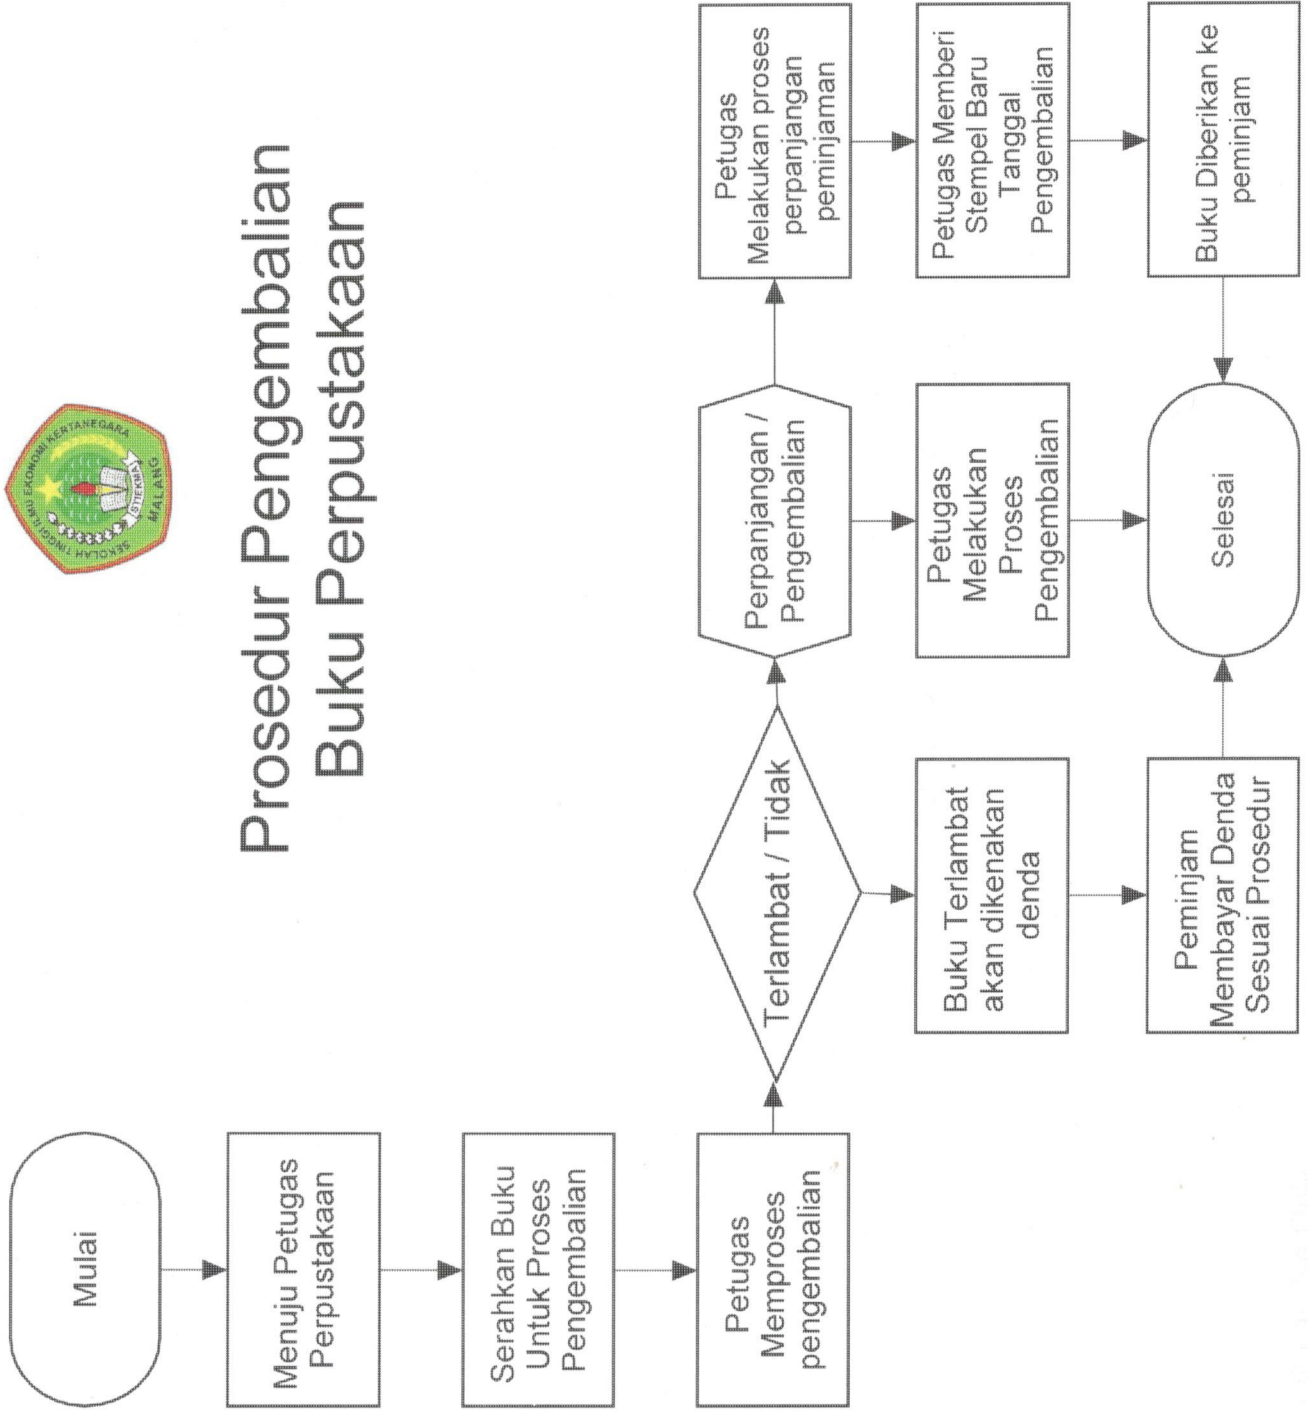 SEKOLAH TINGGI ILMU EKONOMI KERTANEGARA
MALANG
STIEKMA
Prosedur Pengembalian
Buku Perpustakaan
Mulai
Menuju Petugas
Perpustakaan
Serahkan Buku
Untuk Proses
Pengembalian
Petugas
Memproses
pengembalian
Terlambat / Tidak
Buku Terlambat
akan dikenakan
denda
Peminjam
Membayar Denda
Sesuai Prosedur
Perpanjangan /
Pengembalian
Petugas
Melakukan
Proses
Pengembalian
Selesai
Petugas
Melakukan proses
perpanjangan
peminjaman
Petugas Memberi
Stempel Baru
Tanggal
Pengembalian
Buku Diberikan ke
peminjam